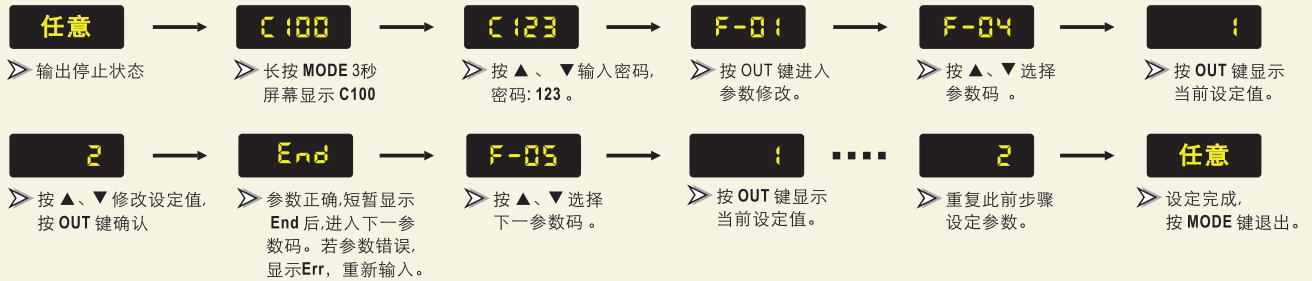 任意
输出停止状态
C100
长按 MODE 3秒
屏幕显示 C100
C123
按 ▲ 、 ▼输入密码,
密码: 123 。
F-01
按 OUT 键进入
参数修改。
F-04
按 ▲、▼ 选择
参数码 。
1
按 OUT 键显示
当前设定值。
2
按 ▲、▼ 修改设定值,
按 OUT 键确认
End
参数正确,短暂显示
End 后,进入下一参
数码。若参数错误,
显示Err，重新输入。
F-05
按 ▲、▼ 选择
下一参数码 。
1
按 OUT 键显示
当前设定值。
2
重复此前步骤
设定参数。
任意
设定完成,
按 MODE 键退出。